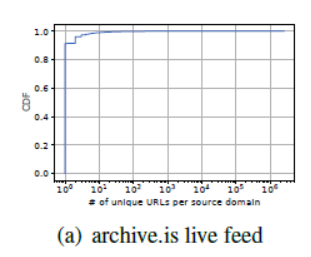 1.0
0.8
0.6
0.4
0.2
0.0
CDF
10⁰ 10¹ 10² 10³ 10⁴ 10⁵ 10⁶
# of unique URLs per source domain
(a) archive.is live feed